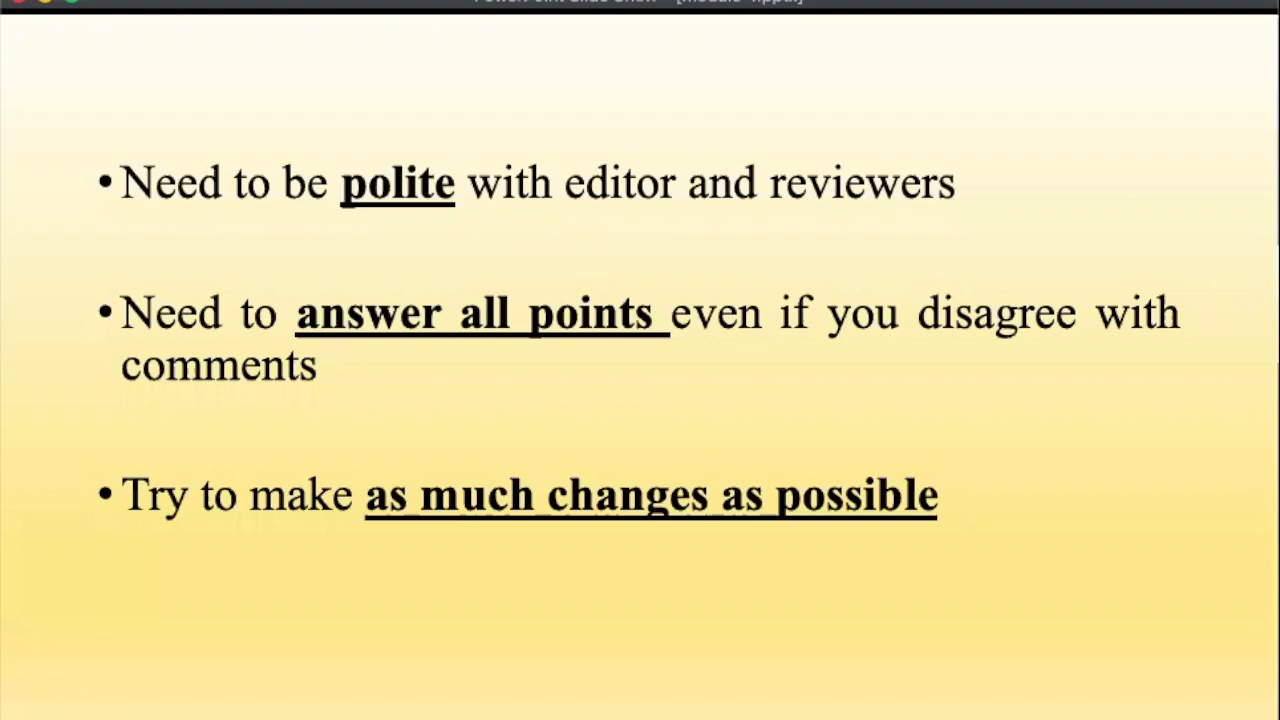 • Need to be polite with editor and reviewers
• Need to answer all points even if you disagree with
comments
• Try to make as much changes as possible